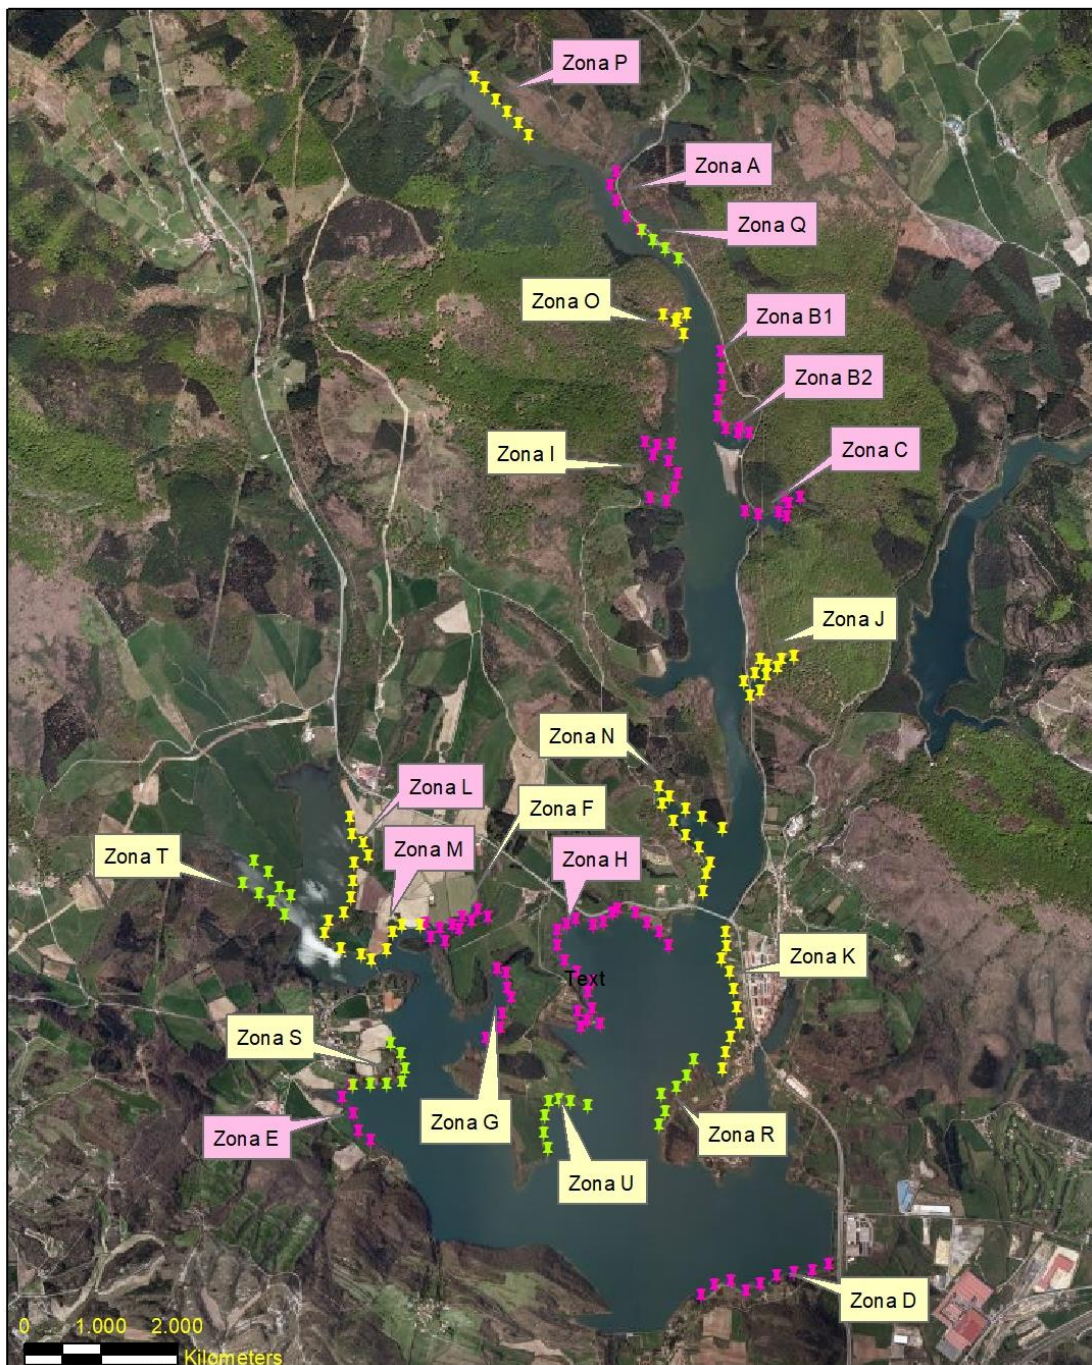 Zona P
Zona A
Zona Q
Zona O
Zona B1
Zona B2
Zona I
Zona C
Zona J
Zona N
Zona L
Zona F
Zona T
Zona M
Zona H
Zona K
Text
Zona S
Zona G
Zona E
Zona R
Zona U
Zona D
0 1.000 2.000
Kilometers